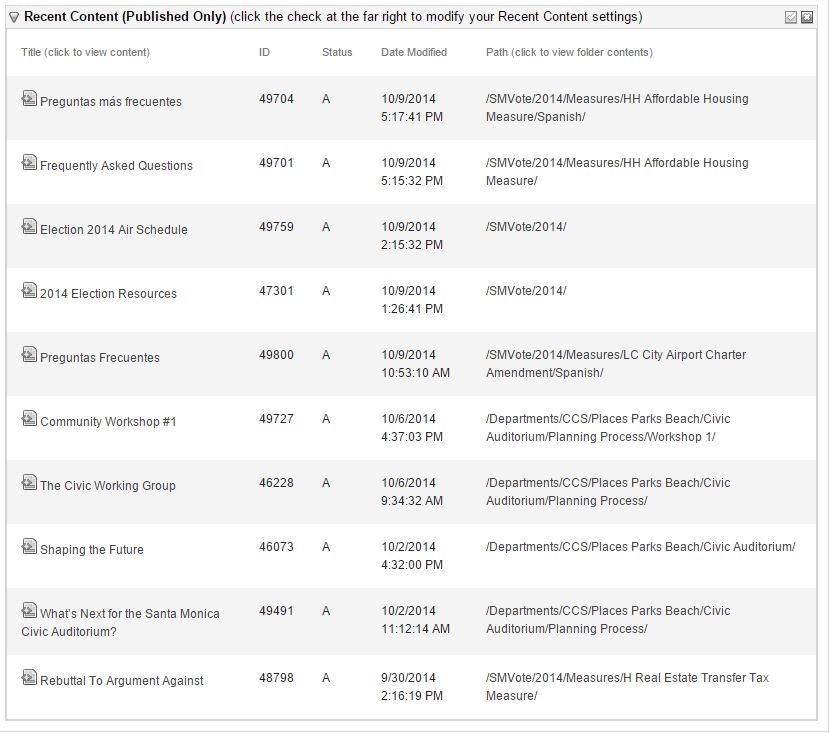 Recent Content (Published Only) (click the check at the far right to modify your Recent Content settings)
Title (click to view content) ID Status Date Modified Path (click to view folder contents)
Preguntas más frecuentes 49704 A 10/9/2014 /SMVote/2014/Measures/HH Affordable Housing
5:17:41 PM Measure/Spanish/
Frequently Asked Questions 49701 A 10/9/2014 /SMVote/2014/Measures/HH Affordable Housing
5:15:32 PM Measure/
Election 2014 Air Schedule 49759 A 10/9/2014 /SMVote/2014/
2:15:32 PM
2014 Election Resources 47301 A 10/9/2014 /SMVote/2014/
1:26:41 PM
Preguntas Frecuentes 49800 A 10/9/2014 /SMVote/2014/Measures/LC City Airport Charter
10:53:10 AM Amendment/Spanish/
Community Workshop #1 49727 A 10/6/2014 /Departments/CCS/Places Parks Beach/Civic
4:37:03 PM Auditorium/Planning Process/Workshop 1/
The Civic Working Group 46228 A 10/6/2014 /Departments/CCS/Places Parks Beach/Civic
9:34:32 AM Auditorium/Planning Process/
Shaping the Future 46073 A 10/2/2014 /Departments/CCS/Places Parks Beach/Civic Auditorium/
4:32:00 PM
What's Next for the Santa Monica 49491 A 10/2/2014 /Departments/CCS/Places Parks Beach/Civic
Civic Auditorium? 11:12:14 AM Auditorium/Planning Process/
Rebuttal To Argument Against 48798 A 9/30/2014 /SMVote/2014/Measures/H Real Estate Transfer Tax
2:16:19 PM Measure/